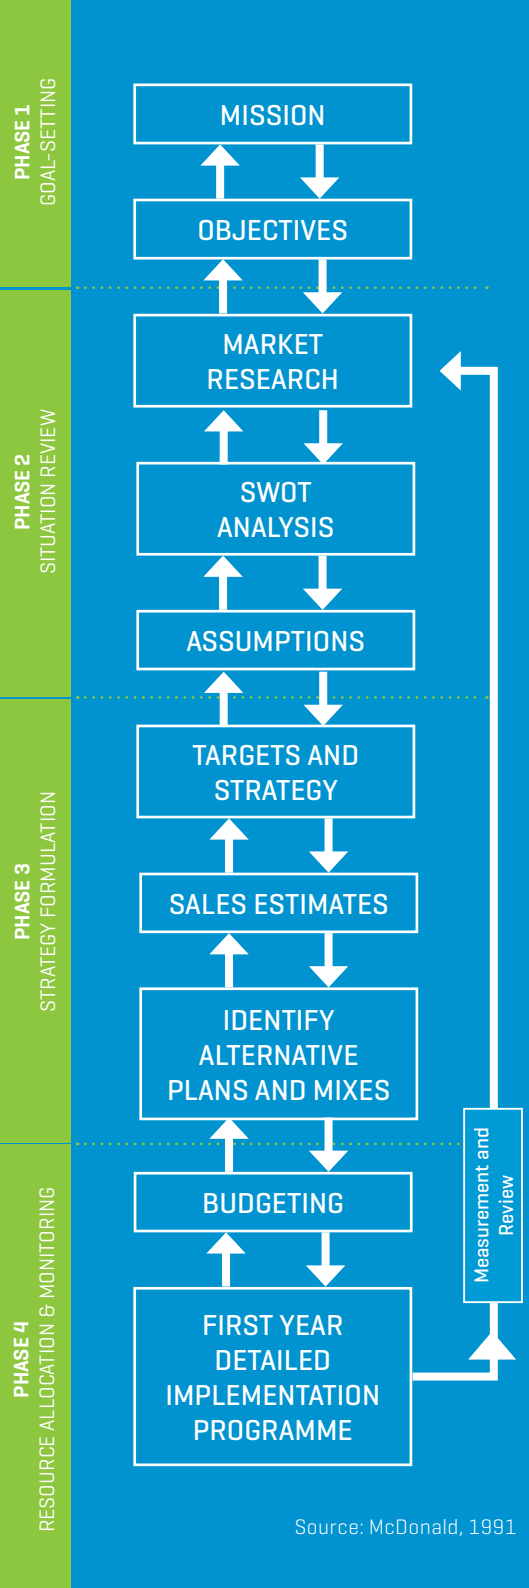 PHASE 1
GOAL-SETTING
MISSION
OBJECTIVES
PHASE 2
SITUATION REVIEW
MARKET
RESEARCH
SWOT
ANALYSIS
ASSUMPTIONS
PHASE 3
STRATEGY FORMULATION
TARGETS AND
STRATEGY
SALES ESTIMATES
IDENTIFY
ALTERNATIVE
PLANS AND MIXES
PHASE 4
RESOURCE ALLOCATION & MONITORING
BUDGETING
FIRST YEAR
DETAILED
IMPLEMENTATION
PROGRAMME
Measurement and
Review
Source: McDonald, 1991